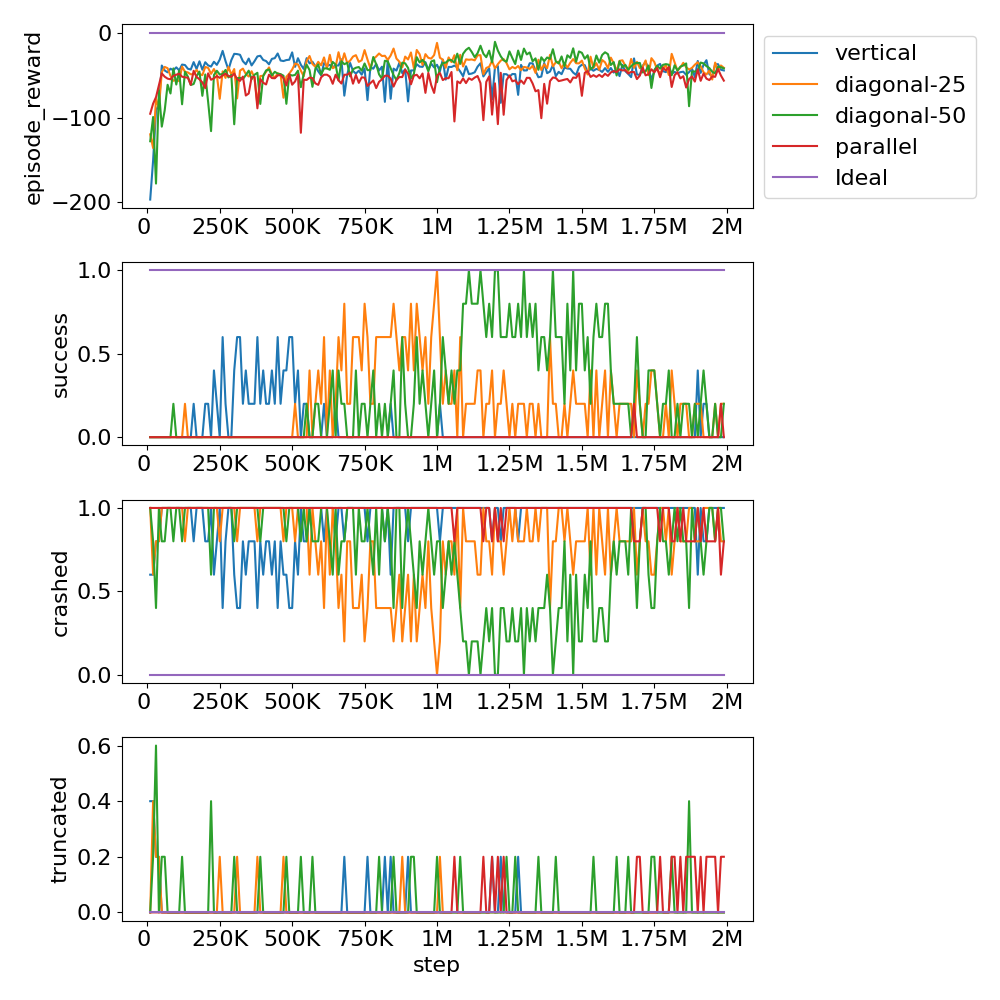 episode_reward
0
−100
−200
0 250K 500K 750K 1M 1.25M 1.5M 1.75M 2M
vertical
diagonal-25
diagonal-50
parallel
Ideal
success
1.0
0.5
0.0
0 250K 500K 750K 1M 1.25M 1.5M 1.75M 2M
crashed
1.0
0.5
0.0
0 250K 500K 750K 1M 1.25M 1.5M 1.75M 2M
truncated
0.6
0.4
0.2
0.0
0 250K 500K 750K 1M 1.25M 1.5M 1.75M 2M
step